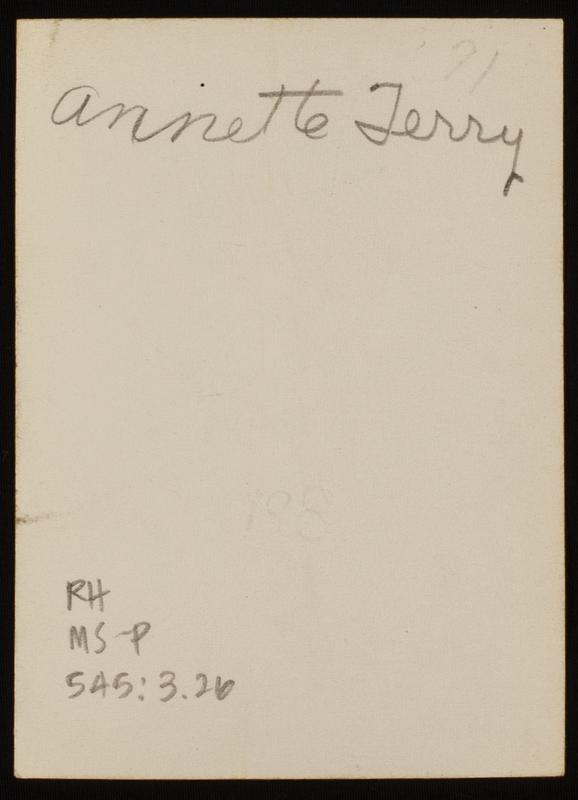 Annette Terry
RH
MS-P
545:3.26